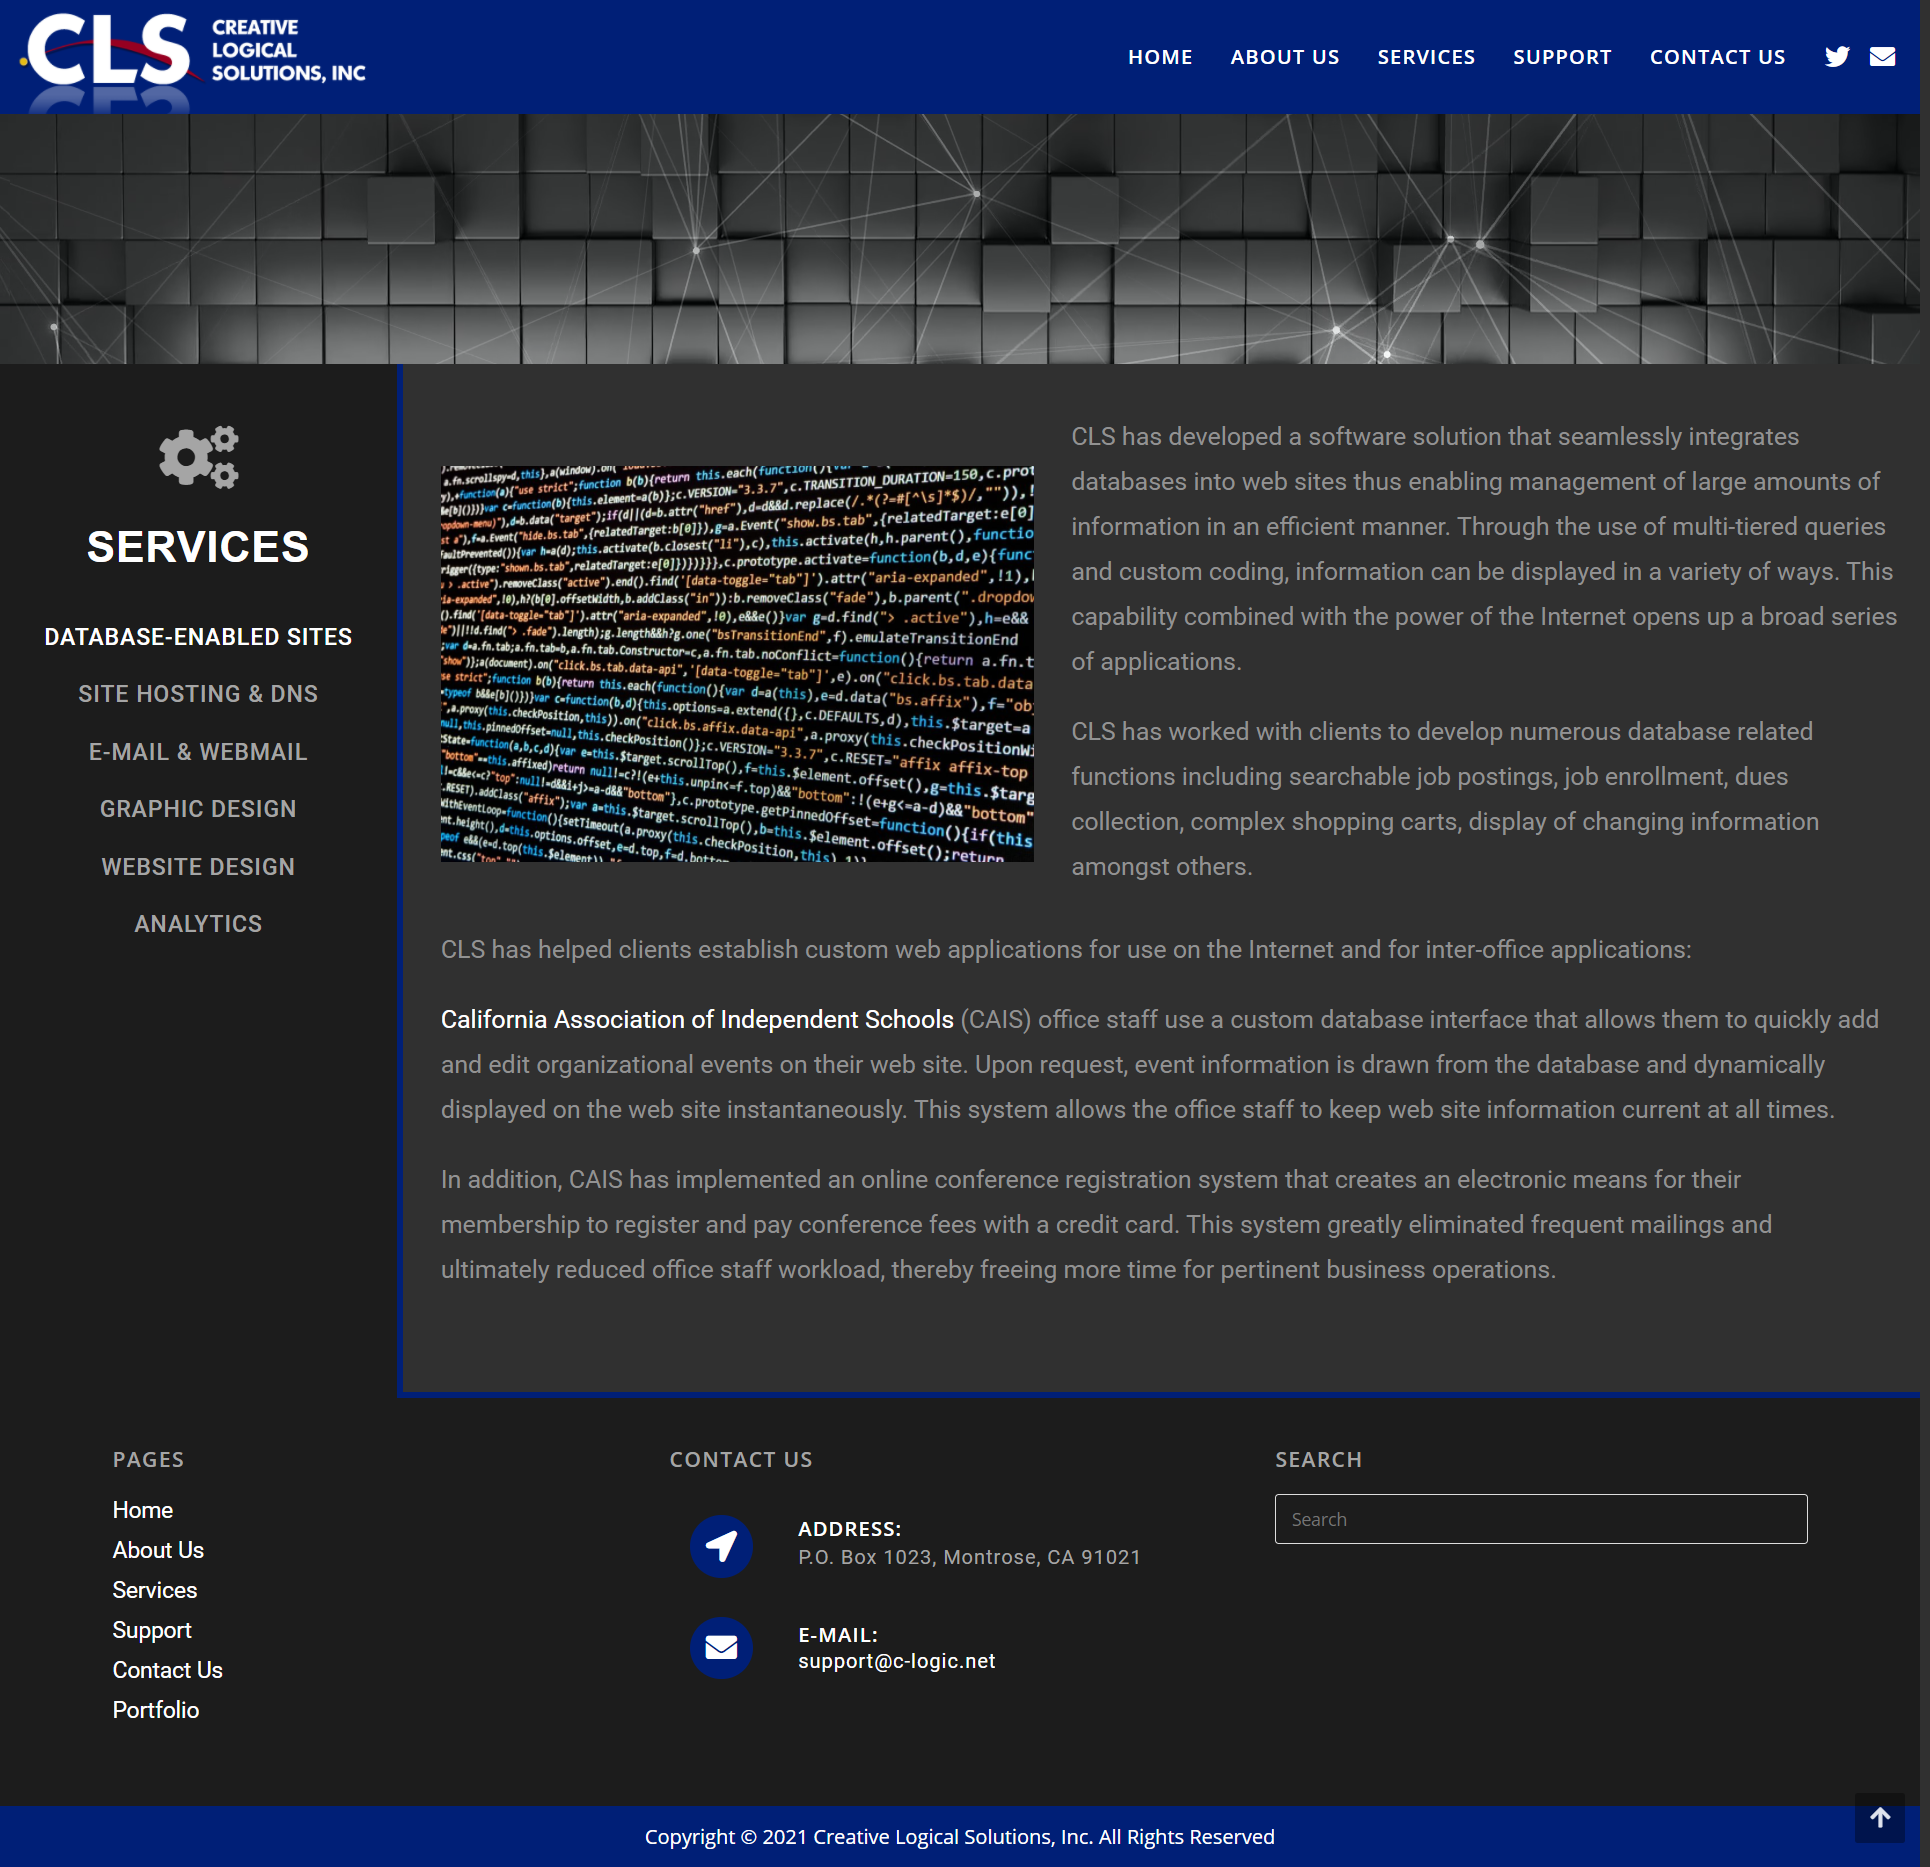 CLS CREATIVE
LOGICAL
SOLUTIONS, INC
HOME ABOUT US SERVICES SUPPORT CONTACT US
SERVICES
DATABASE-ENABLED SITES
SITE HOSTING & DNS
E-MAIL & WEBMAIL
GRAPHIC DESIGN
WEBSITE DESIGN
ANALYTICS
CLS has developed a software solution that seamlessly integrates
databases into web sites thus enabling management of large amounts of
information in an efficient manner. Through the use of multi-tiered queries
and custom coding, information can be displayed in a variety of ways. This
capability combined with the power of the Internet opens up a broad series
of applications.
CLS has worked with clients to develop numerous database related
functions including searchable job postings, job enrollment, dues
collection, complex shopping carts, display of changing information
amongst others.
CLS has helped clients establish custom web applications for use on the Internet and for inter-office applications:
California Association of Independent Schools (CAIS) office staff use a custom database interface that allows them to quickly add
and edit organizational events on their web site. Upon request, event information is drawn from the database and dynamically
displayed on the web site instantaneously. This system allows the office staff to keep web site information current at all times.
In addition, CAIS has implemented an online conference registration system that creates an electronic means for their
membership to register and pay conference fees with a credit card. This system greatly eliminated frequent mailings and
ultimately reduced office staff workload, thereby freeing more time for pertinent business operations.
PAGES
Home
About Us
Services
Support
Contact Us
Portfolio
CONTACT US
ADDRESS:
P.O. Box 1023, Montrose, CA 91021
E-MAIL:
support@c-logic.net
SEARCH
Search
Copyright © 2021 Creative Logical Solutions, Inc. All Rights Reserved